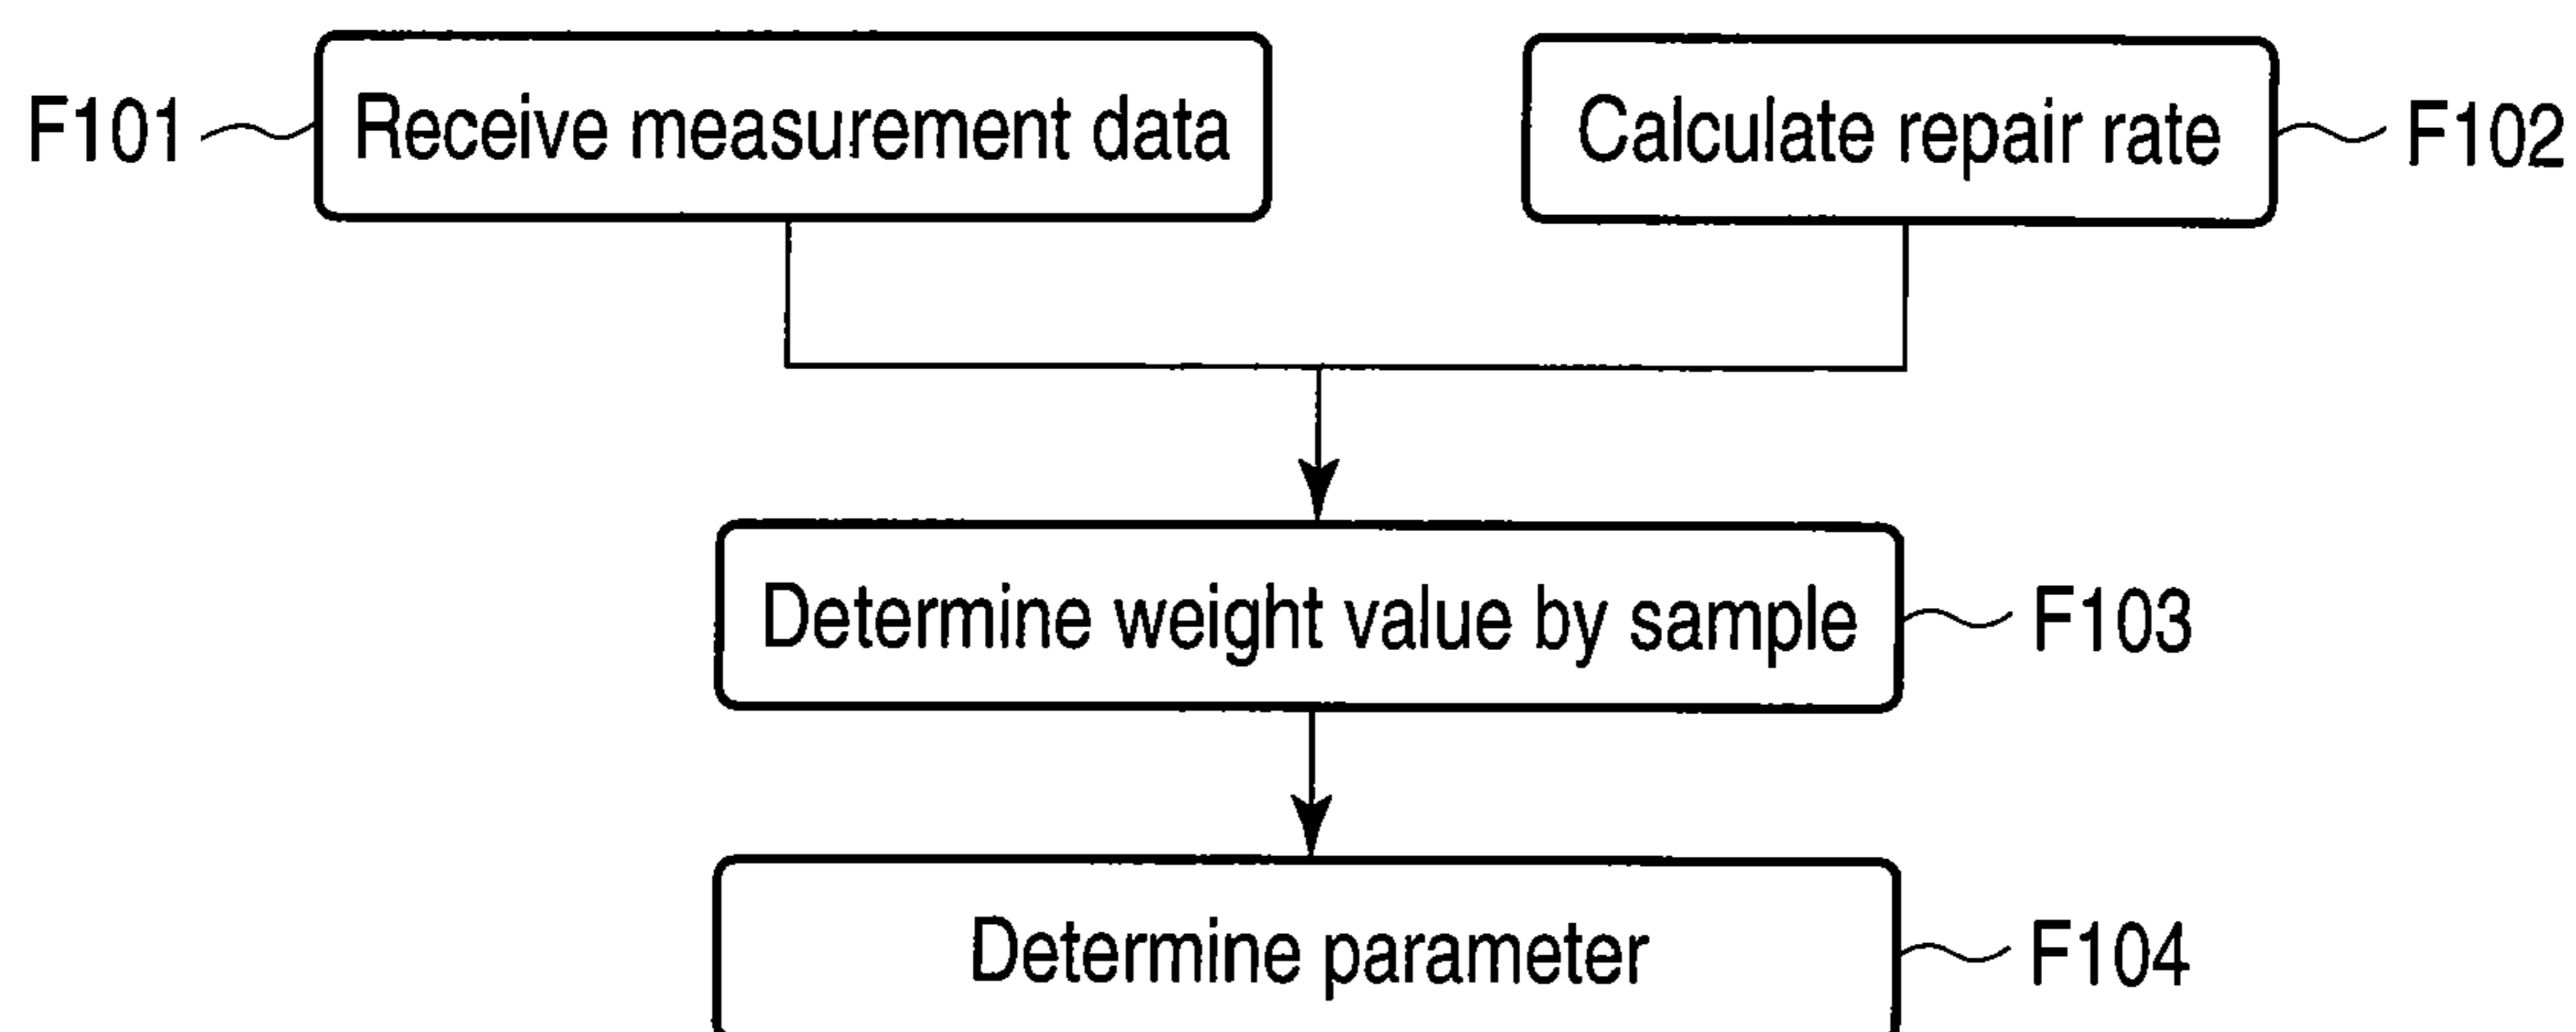 F101
Receive measurement data
Calculate repair rate
F102
Determine weight value by sample
F103
Determine parameter
F104